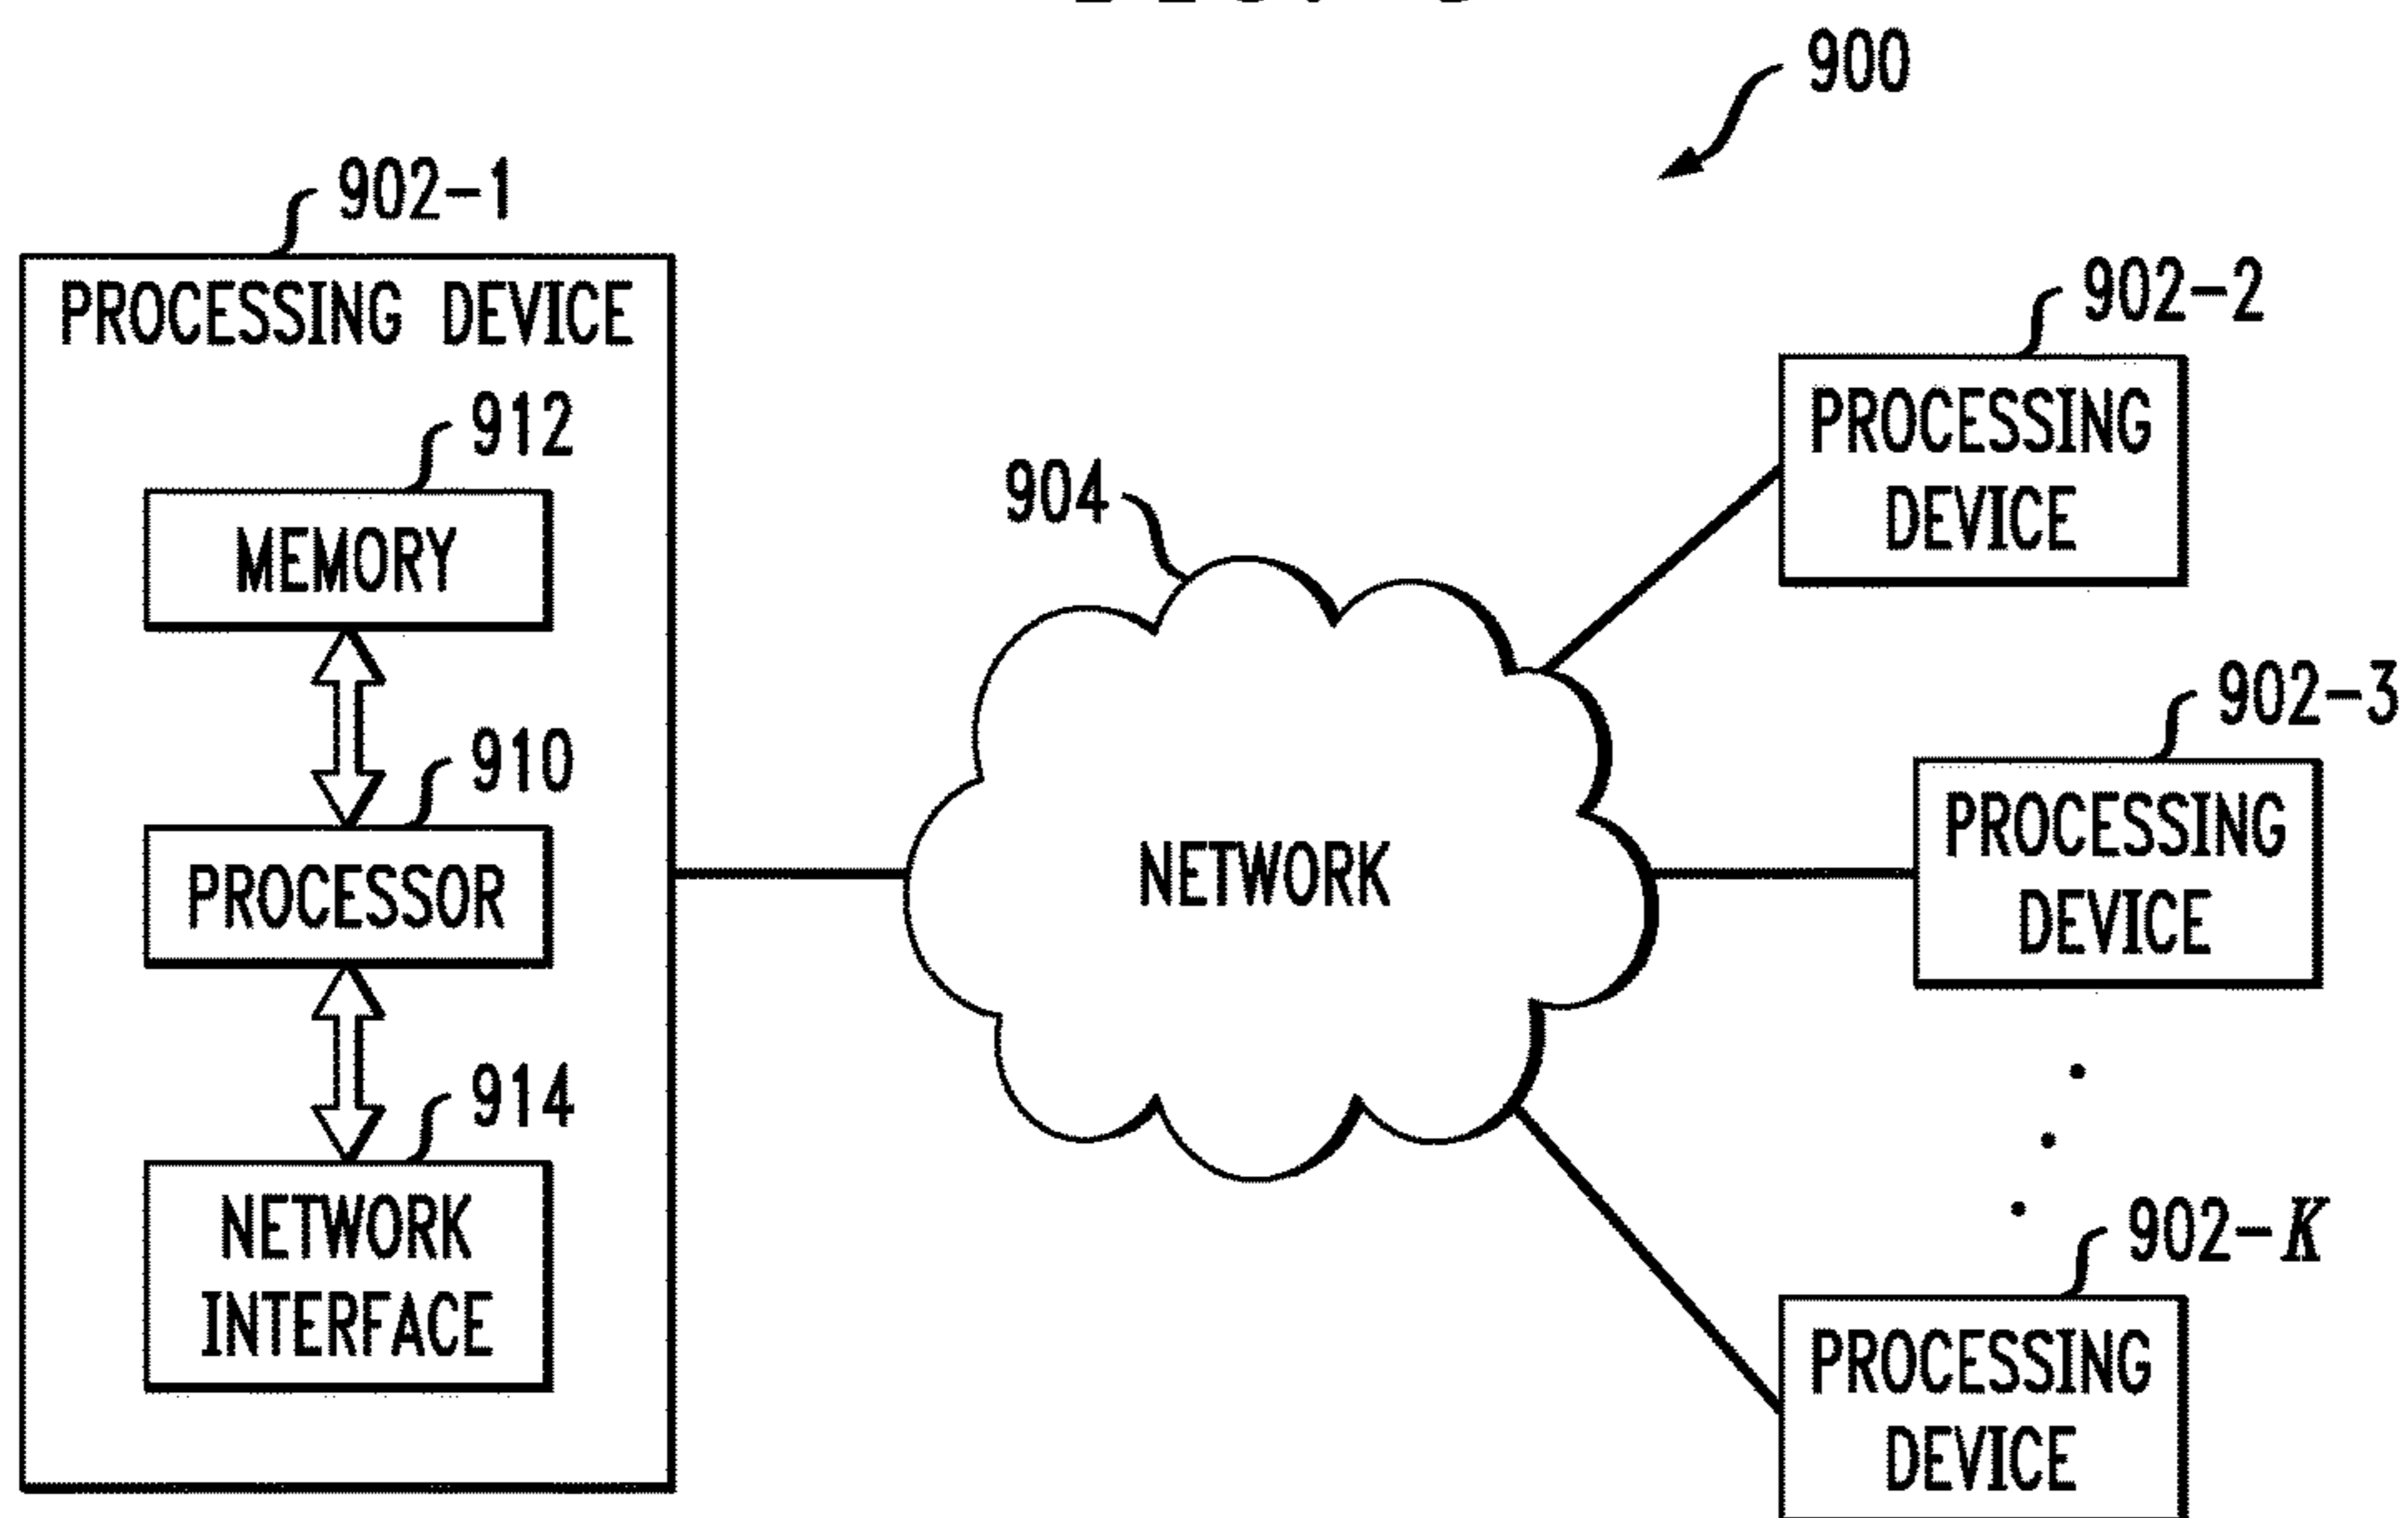 900
902-1
PROCESSING DEVICE
912
MEMORY
910
PROCESSOR
914
NETWORK
INTERFACE
904
NETWORK
902-2
PROCESSING
DEVICE
902-3
PROCESSING
DEVICE
902-K
PROCESSING
DEVICE